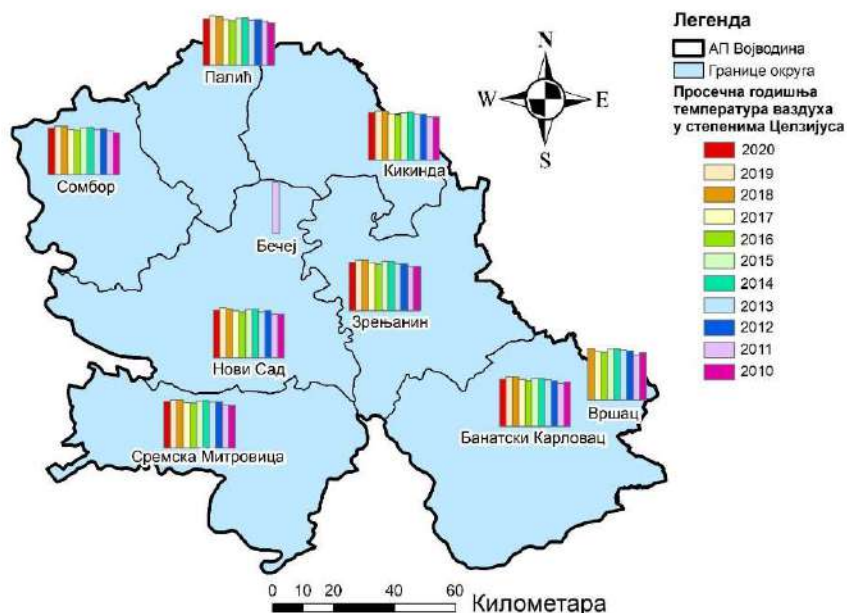 Палић
Сомбор
Кикинда
Бечеј
Зрењанин
Нови Сад
Вршац
Банатски Карловац
Сремска Митровица
N
W
E
S
0 10 20 40 60
Километара
Легенда
АП Војводина
Границе округа
Просечна годишња
температура ваздуха
у степенима Целзијуса
2020
2019
2018
2017
2016
2015
2014
2013
2012
2011
2010